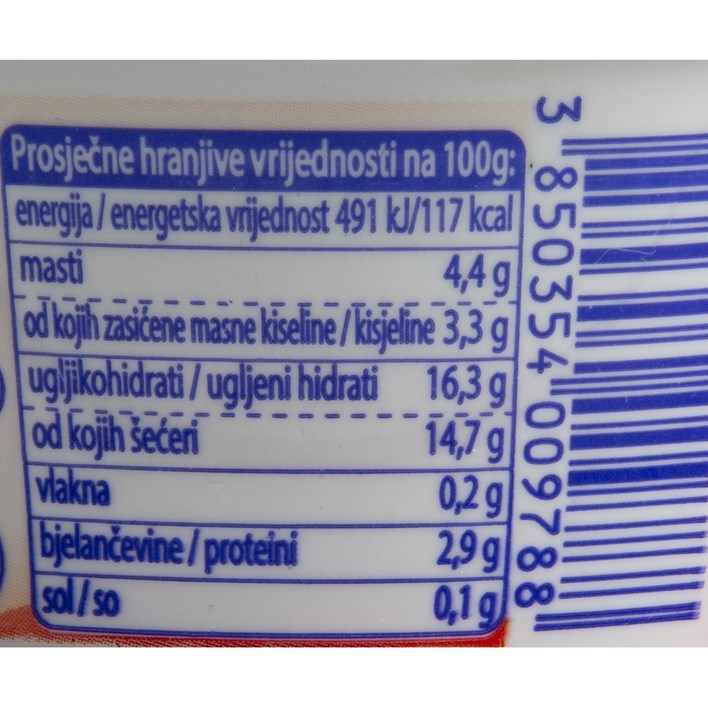 Prosječne hranjive vrijednosti na 100g:
energija / energetska vrijednost 491 kJ/117 kcal
masti 4,4 g
od kojih zasićene masne kiseline / kisjeline 3,3 g
ugljikohidrati / ugljeni hidrati 16,3 g
od kojih šećeri 14,7 g
vlakna 0,2 g
bjelančevine / proteini 2,9 g
sol / so 0,1 g
3 850354 009788